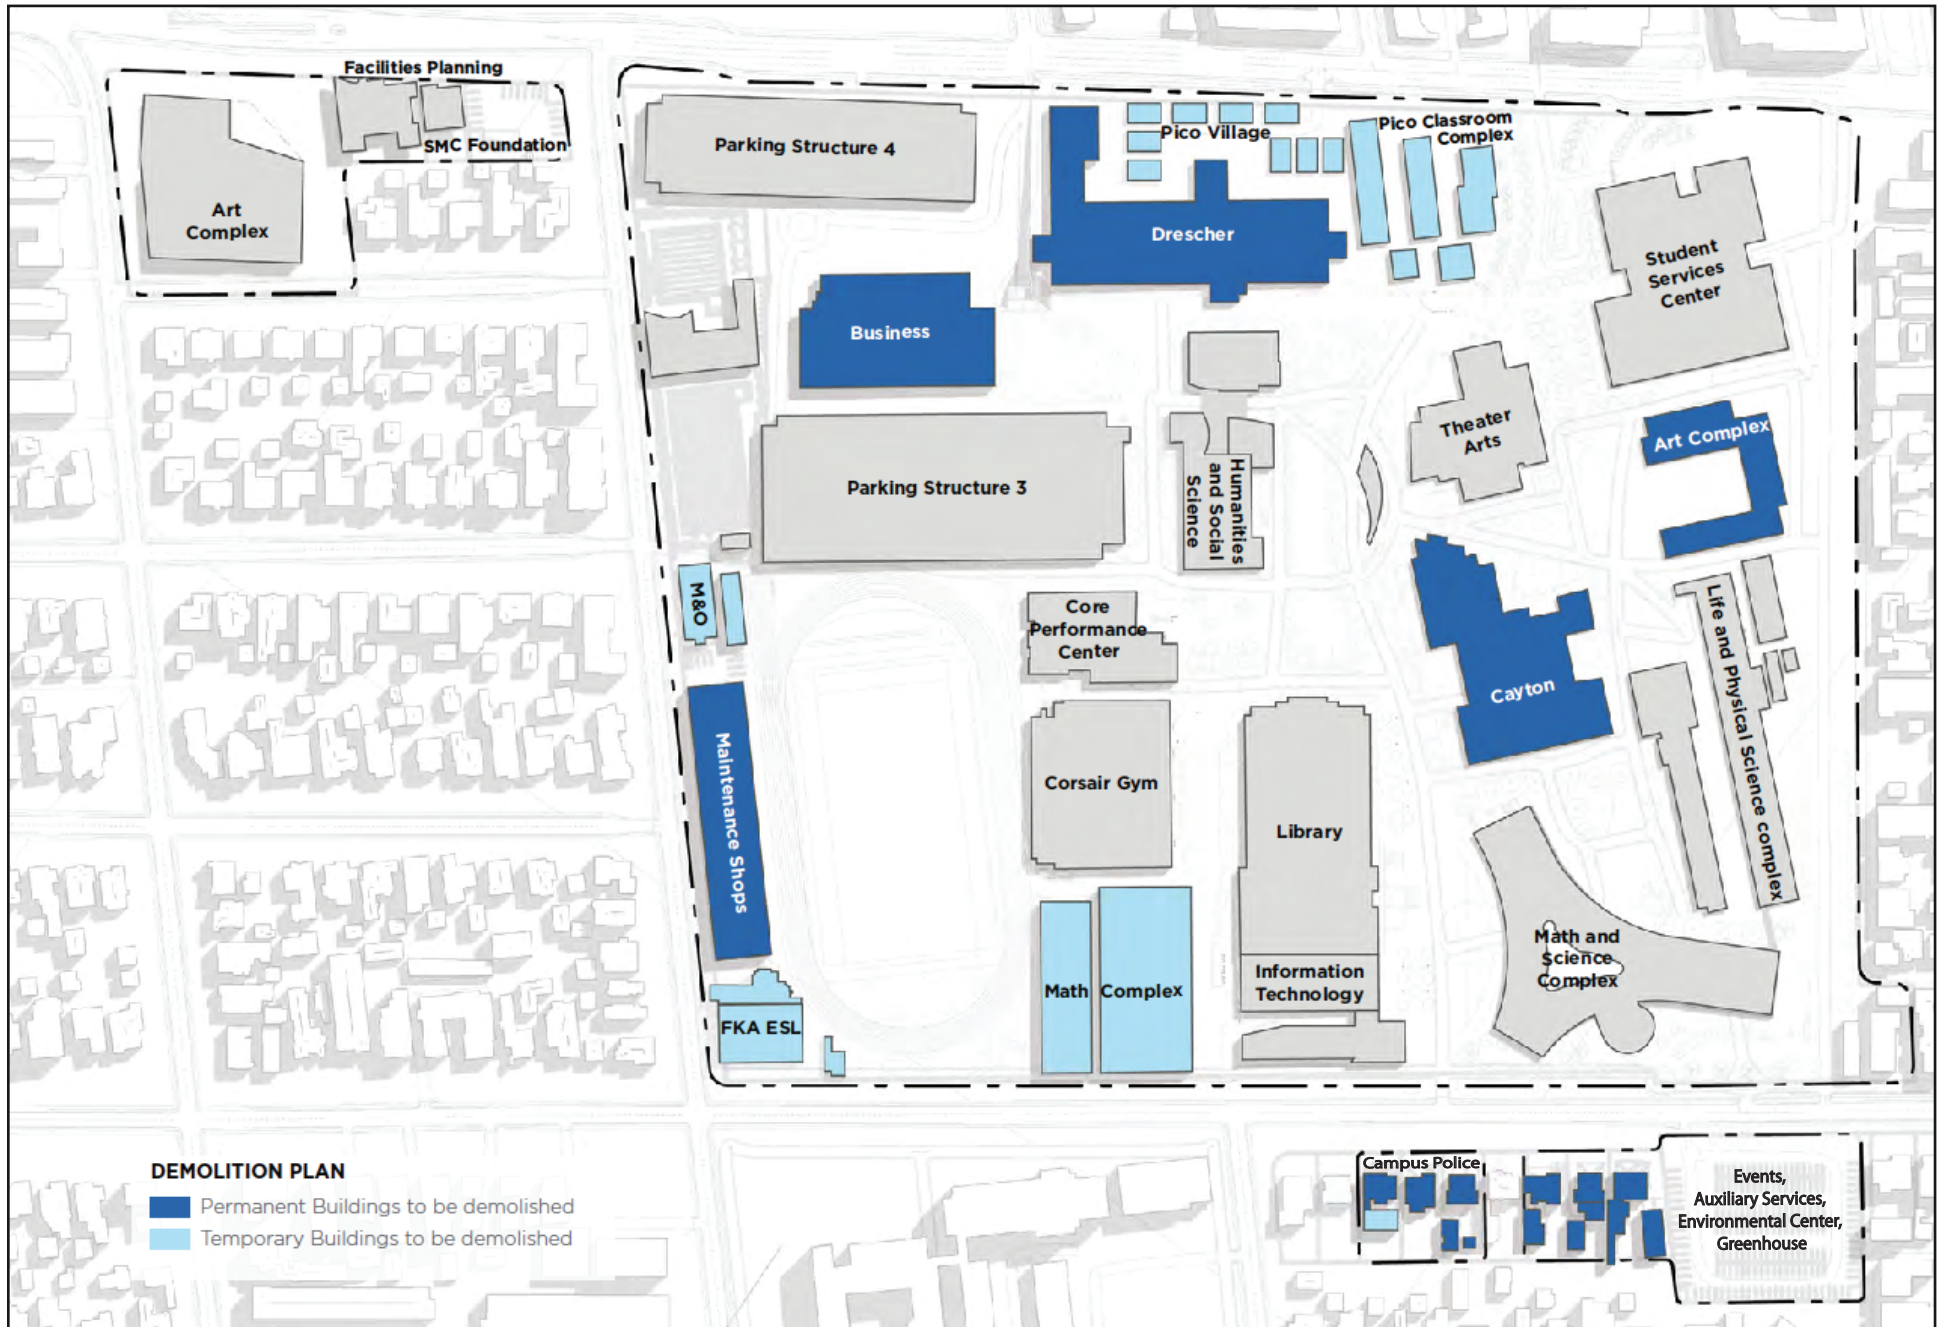 Facilities Planning
SMC Foundation
Art
Complex
Parking Structure 4
Pico Village
Pico Classroom
Complex
Drescher
Student
Services
Center
Business
Theater
Arts
Art Complex
Parking Structure 3
Humanities
and Social
Science
M&O
Core
Performance
Center
Life and Physical Science complex
Cayton
Maintenance Shops
Corsair Gym
Library
Math and
Science
Complex
Information
Technology
Math Complex
FKA ESL
DEMOLITION PLAN
Permanent Buildings to be demolished
Temporary Buildings to be demolished
Campus Police
Events,
Auxiliary Services,
Environmental Center,
Greenhouse